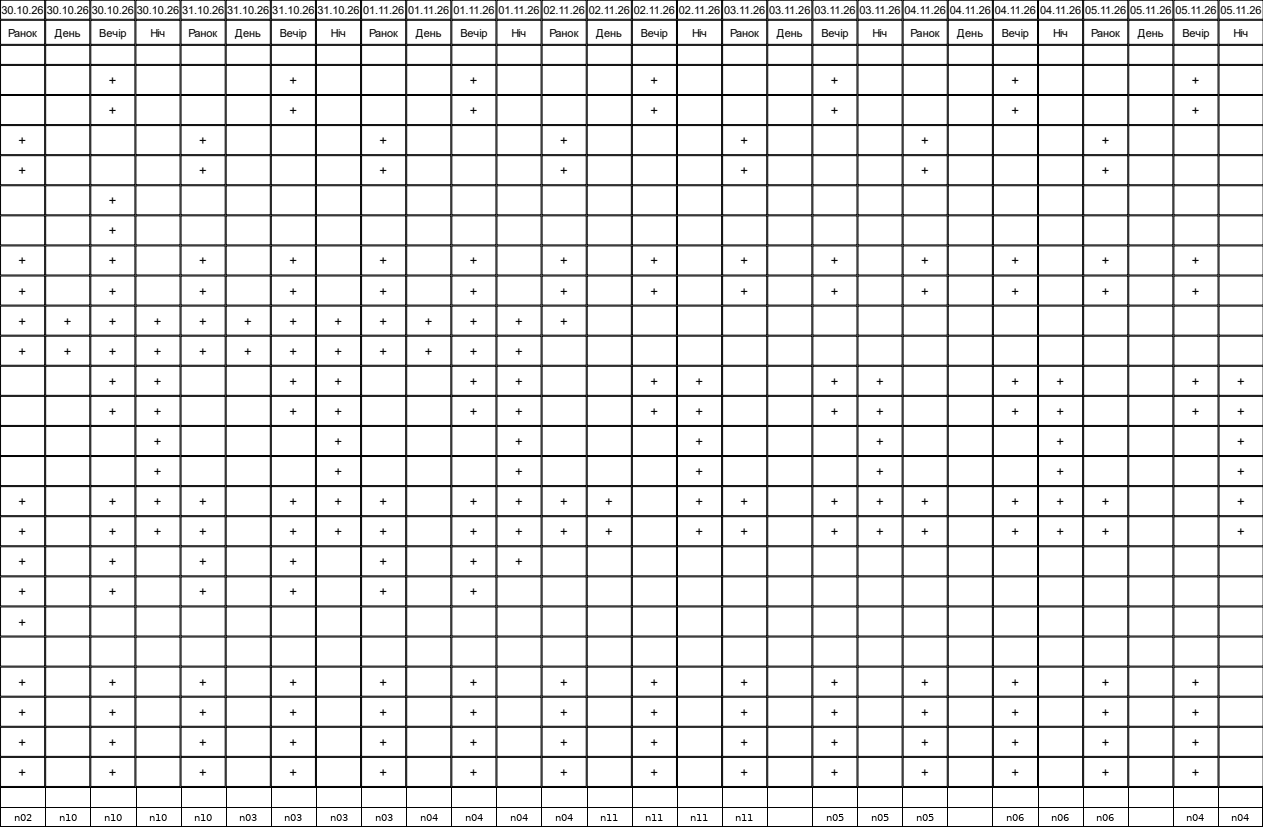 30.10.26 30.10.26 30.10.26 30.10.26 31.10.26 31.10.26 31.10.26 31.10.26 01.11.26 01.11.26 01.11.26 01.11.26 02.11.26 02.11.26 02.11.26 02.11.26 03.11.26 03.11.26 03.11.26 03.11.26 04.11.26 04.11.26 04.11.26 04.11.26 05.11.26 05.11.26 05.11.26 05.11.26
Ранок День Вечір Ніч Ранок День Вечір Ніч Ранок День Вечір Ніч Ранок День Вечір Ніч Ранок День Вечір Ніч Ранок День Вечір Ніч Ранок День Вечір Ніч
+ + + + + + +
+ + + + + + +
+ + + + + + +
+ + + + + + +
+
+
+ + + + + + + + + + + + + +
+ + + + + + + + + + + + + +
+ + + + + + + + + + + + +
+ + + + + + + + + + + +
+ + + + + + + + + + + + + +
+ + + + + + + + + + + + + +
+ + + + + + +
+ + + + + + +
+ + + + + + + + + + + + + + + + + + + +
+ + + + + + + + + + + + + + + + + + + +
+ + + + + + +
+ + + + + +
+
+ + + + + + + + + + + + + +
+ + + + + + + + + + + + + +
+ + + + + + + + + + + + + +
+ + + + + + + + + + + + + +
n02 n10 n10 n10 n10 n03 n03 n03 n03 n04 n04 n04 n04 n11 n11 n11 n11 n05 n05 n05 n06 n06 n06 n04 n04